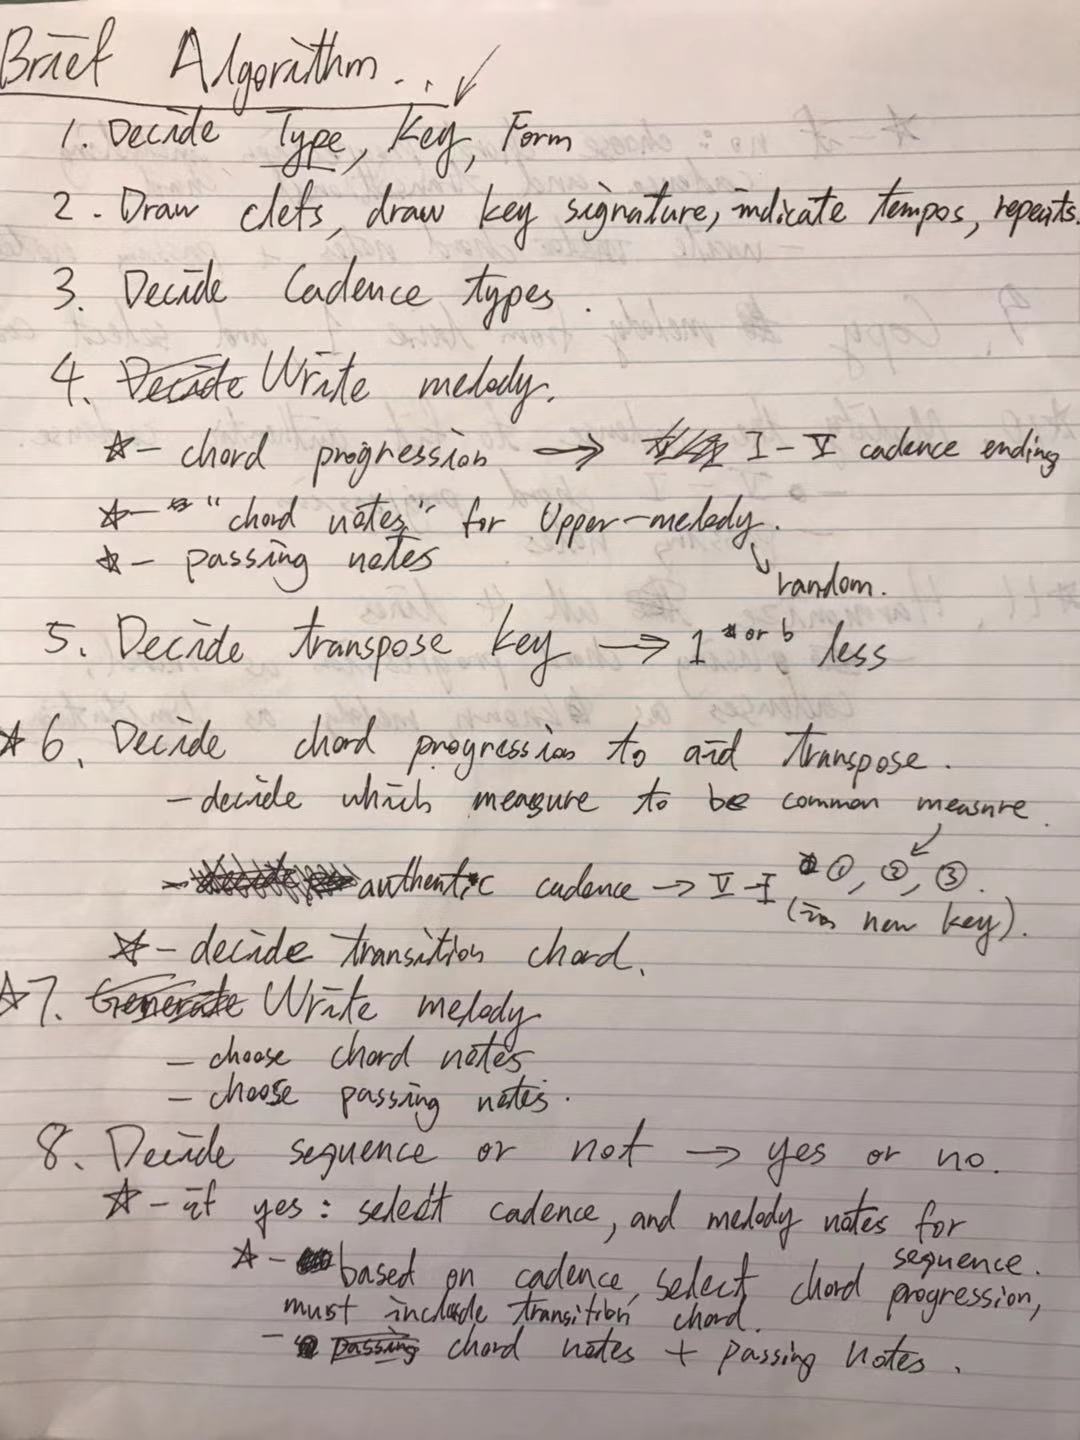 Brief Algorithm...
1. Decide Type, Key, Form
2. Draw clefs, draw key signature, indicate tempos, repeats.
3. Decide Cadence types.
4. Decide Write melody.
☆- chord progression → I - V cadence ending
☆- "chord notes" for Upper-melody.
☆- passing notes
random.
5. Decide transpose key → 1 # or b less
☆6. Decide chord progression to aid transpose.
- decide which measure to be common measure.
- authentic cadence → V-I ①, ②, ③.
(in new key).
☆- decide transition chord.
☆7. Generate Write melody
- choose chord notes
- choose passing notes.
8. Decide sequence or not → yes or no.
☆- if yes: select cadence, and melody notes for
sequence.
☆- based on cadence, select chord progression,
must include transition chord.
- passing chord notes + passing notes.